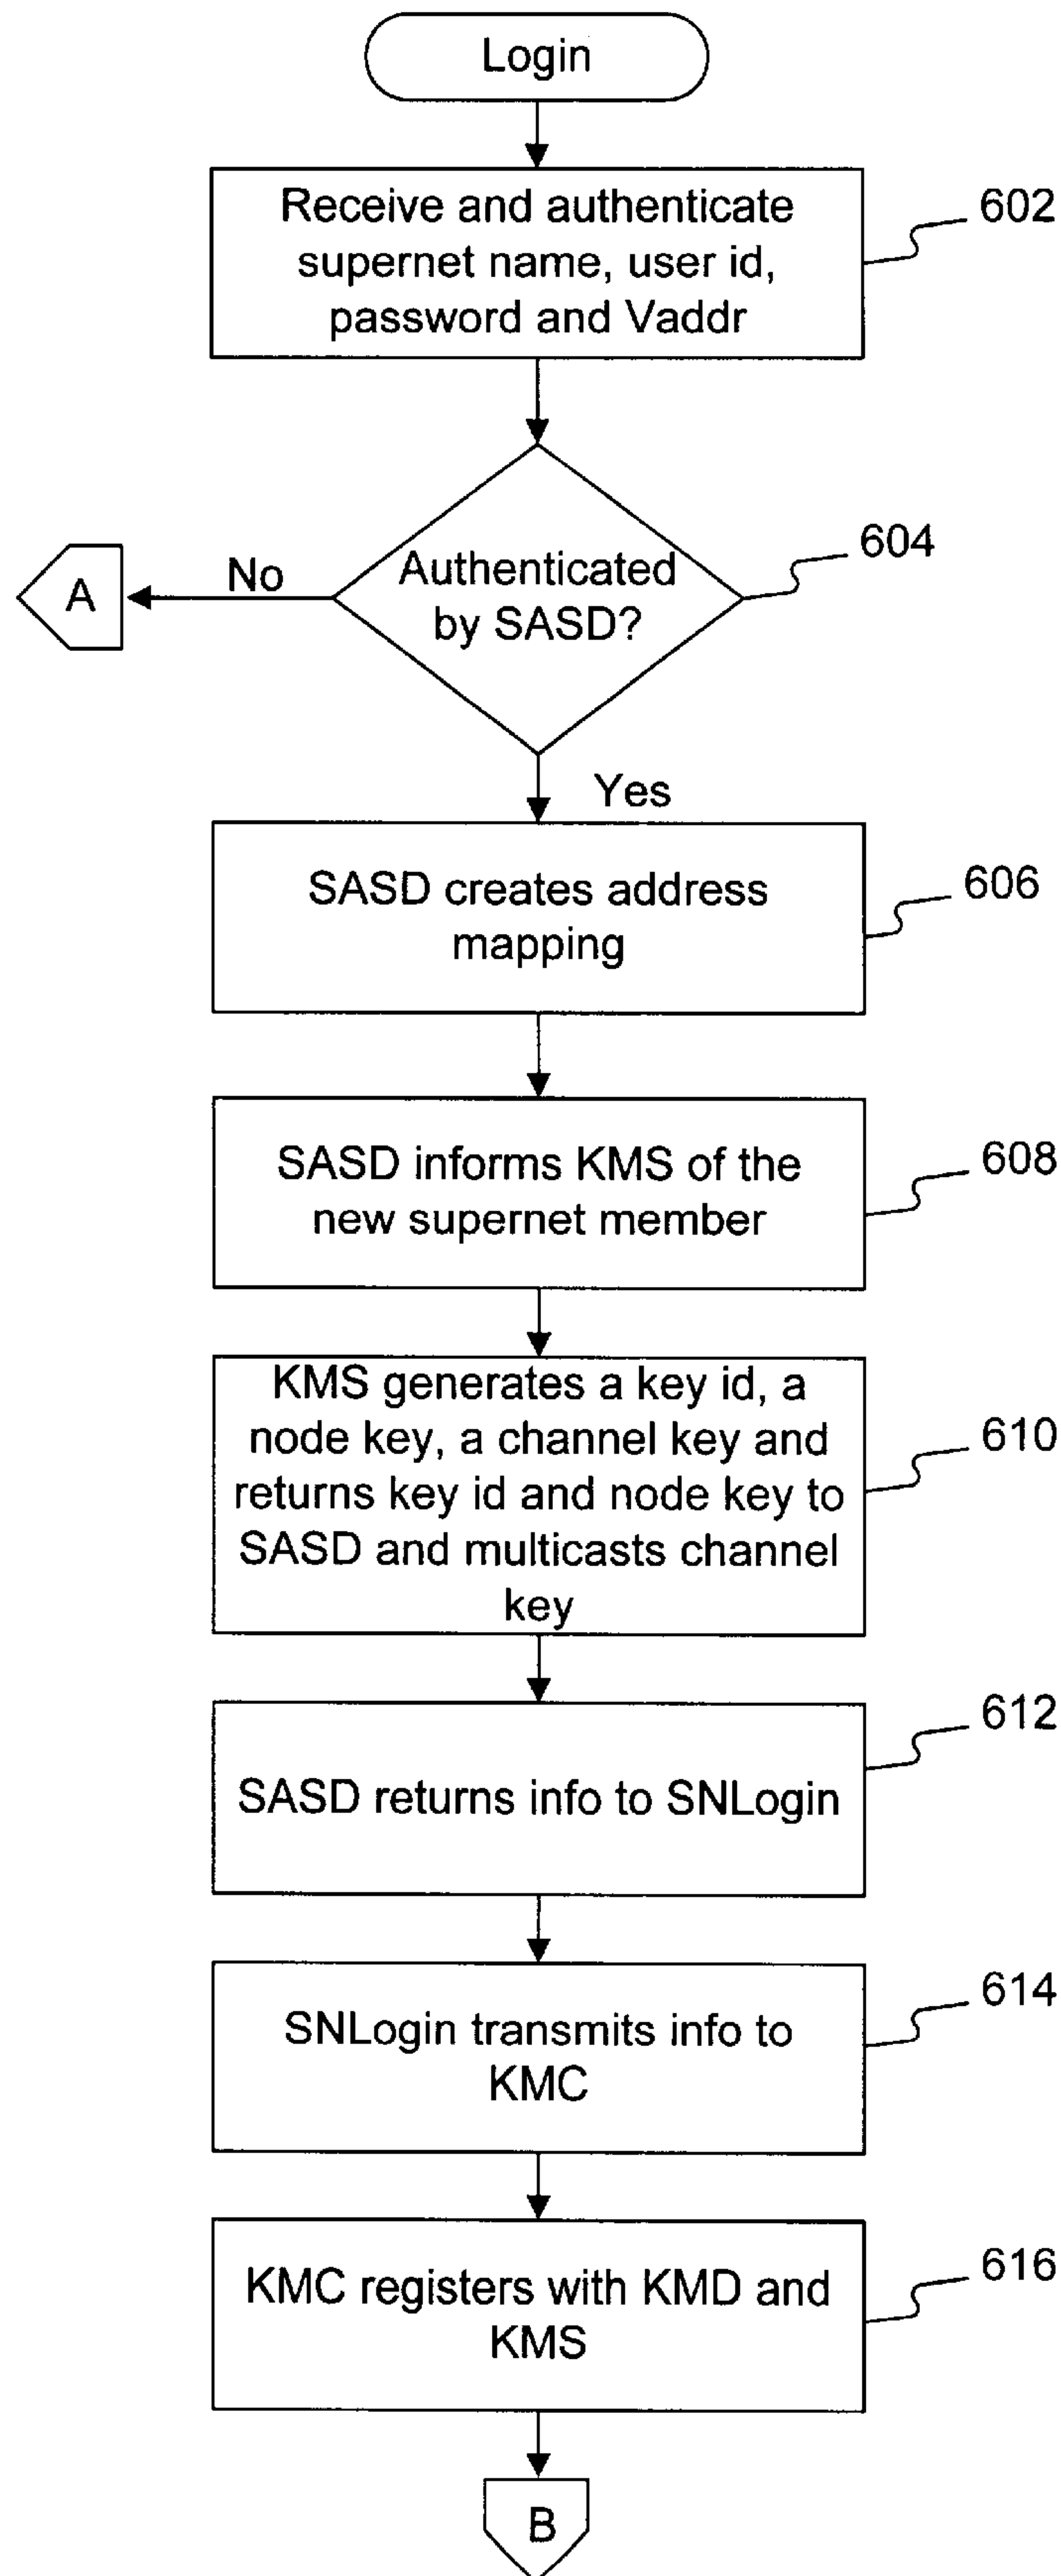 Login
Receive and authenticate
supernet name, user id,
password and Vaddr
602
Authenticated
by SASD?
604
No
A
Yes
SASD creates address
mapping
606
SASD informs KMS of the
new supernet member
608
KMS generates a key id, a
node key, a channel key and
returns key id and node key to
SASD and multicasts channel
key
610
SASD returns info to SNLogin
612
SNLogin transmits info to
KMC
614
KMC registers with KMD and
KMS
616
B